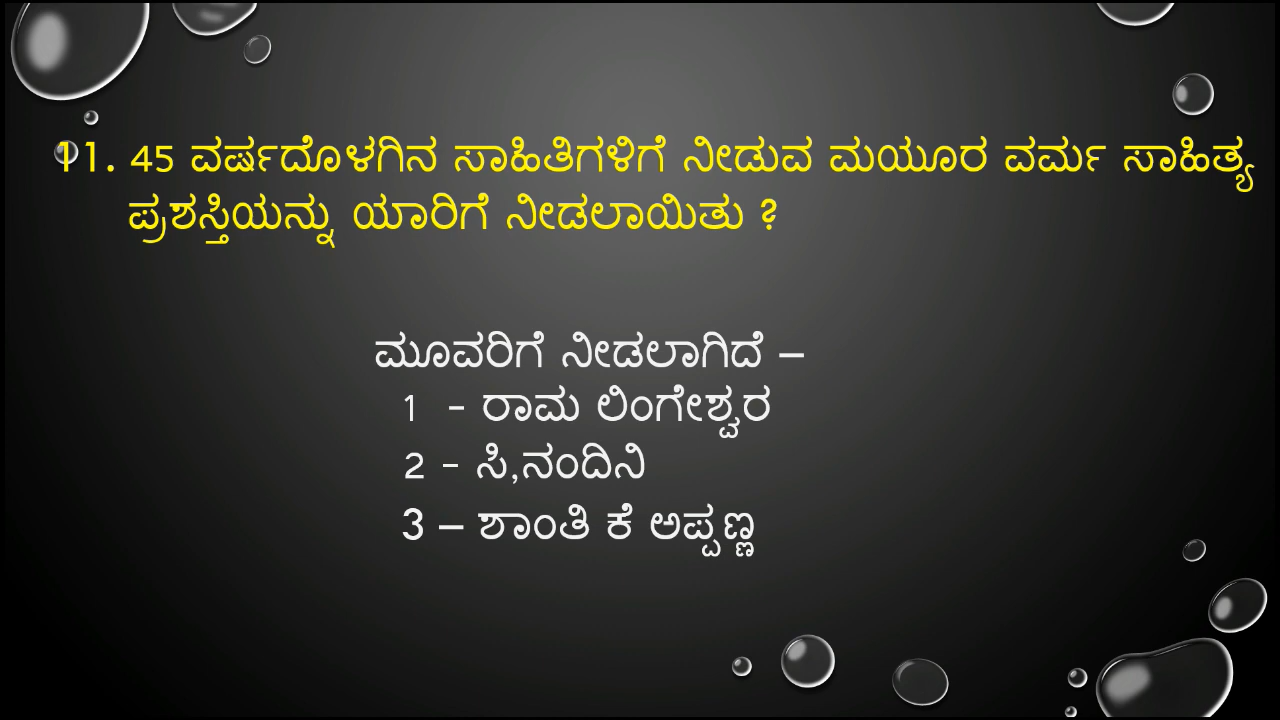 11. 45 ವರ್ಷದೊಳಗಿನ ಸಾಹಿತಿಗಳಿಗೆ ನೀಡುವ ಮಯೂರ ವರ್ಮ ಸಾಹಿತ್ಯ
ಪ್ರಶಸ್ತಿಯನ್ನು ಯಾರಿಗೆ ನೀಡಲಾಯಿತು ?
ಮೂವರಿಗೆ ನೀಡಲಾಗಿದೆ –
1 - ರಾಮ ಲಿಂಗೇಶ್ವರ
2 - ಸಿ,ನಂದಿನಿ
3 – ಶಾಂತಿ ಕೆ ಅಪ್ಪಣ್ಣ